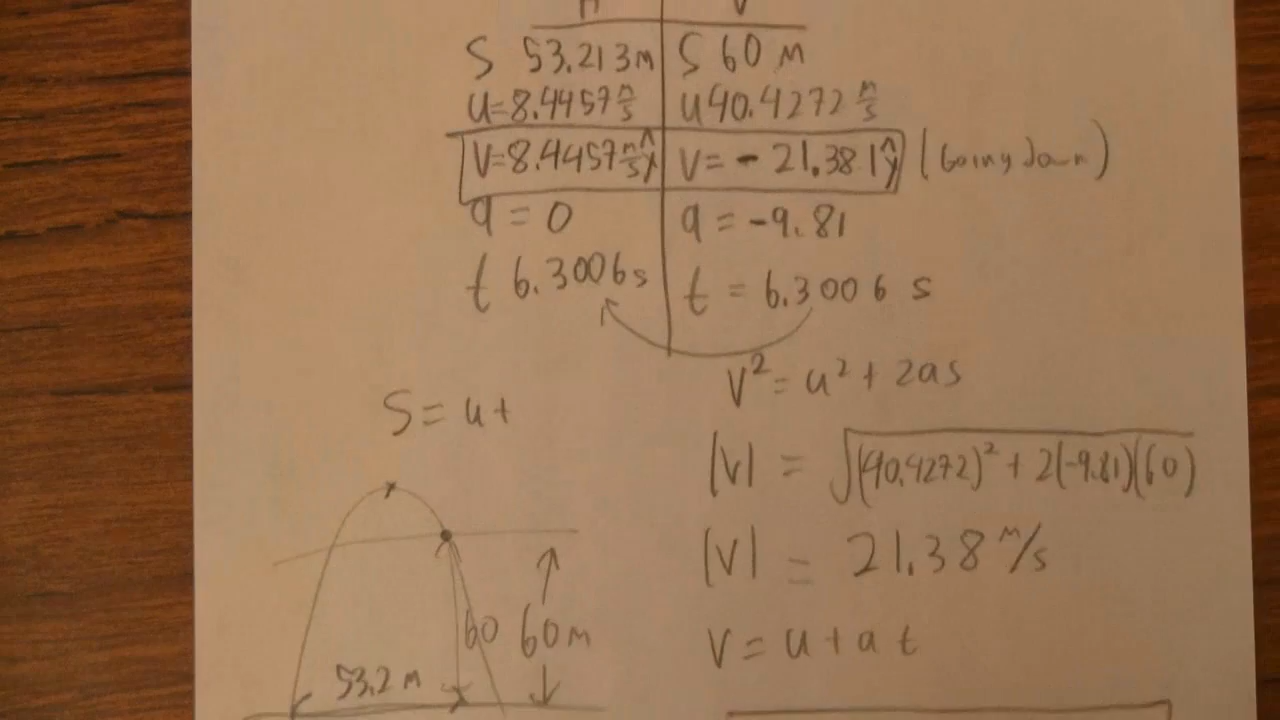 H V
S 53.213m S 60 m
u=8.4457 m/s u 40.4272 m/s
V=8.4457 m/s V= - 21.381 (Going down)
a = 0 a = -9.81
t 6.3006s t = 6.3006 s
V² = u² + 2as
S = ut
|V| = √(40.4272)² + 2(-9.81)(60)
|V| = 21.38 m/s
60 60m
V = u + at
53.2 m